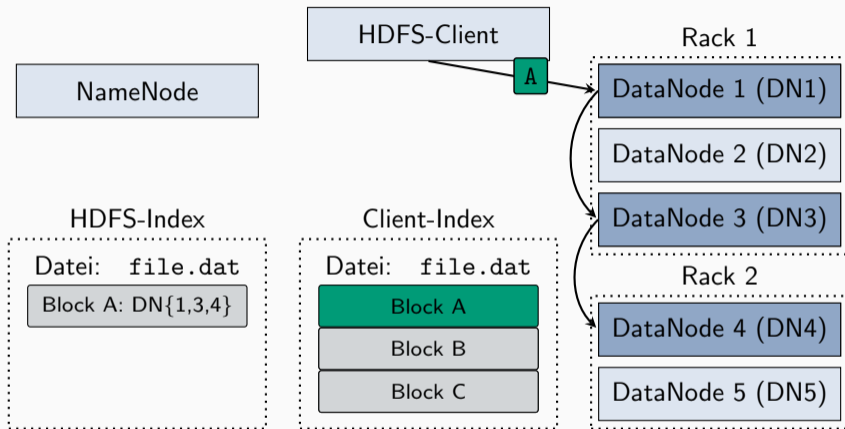 HDFS-Client
NameNode
A
Rack 1
DataNode 1 (DN1)
DataNode 2 (DN2)
DataNode 3 (DN3)
HDFS-Index
Datei: file.dat
Block A: DN{1,3,4}
Client-Index
Datei: file.dat
Block A
Block B
Block C
Rack 2
DataNode 4 (DN4)
DataNode 5 (DN5)